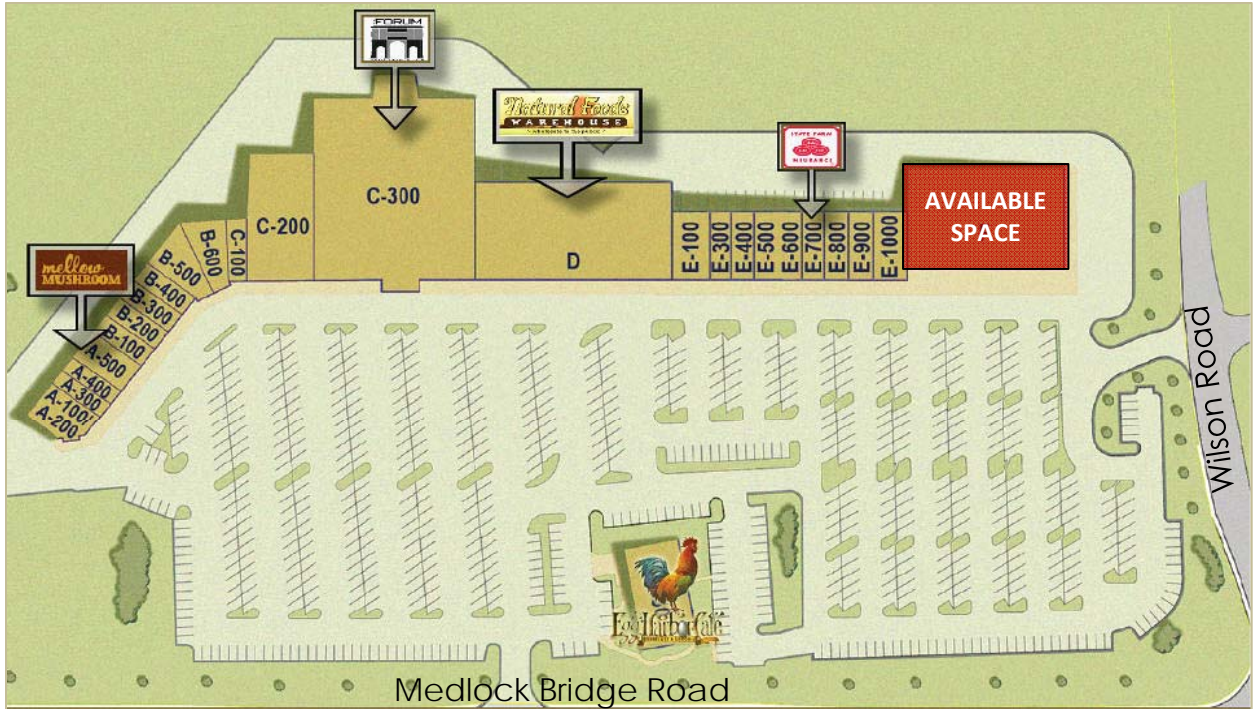 FORUM
Natural Foods
WAREHOUSE
STATE FARM
INSURANCE
AVAILABLE
SPACE
C-300
C-200
C-100
B-600
B-500
B-400
B-300
B-200
B-100
mellow
MUSHROOM
A-500
A-400
A-300
A-100/
A-200
D
E-100
E-300
E-400
E-500
E-600
E-700
E-800
E-900
E-1000
Wilson Road
Egg Harbor Café
Medlock Bridge Road